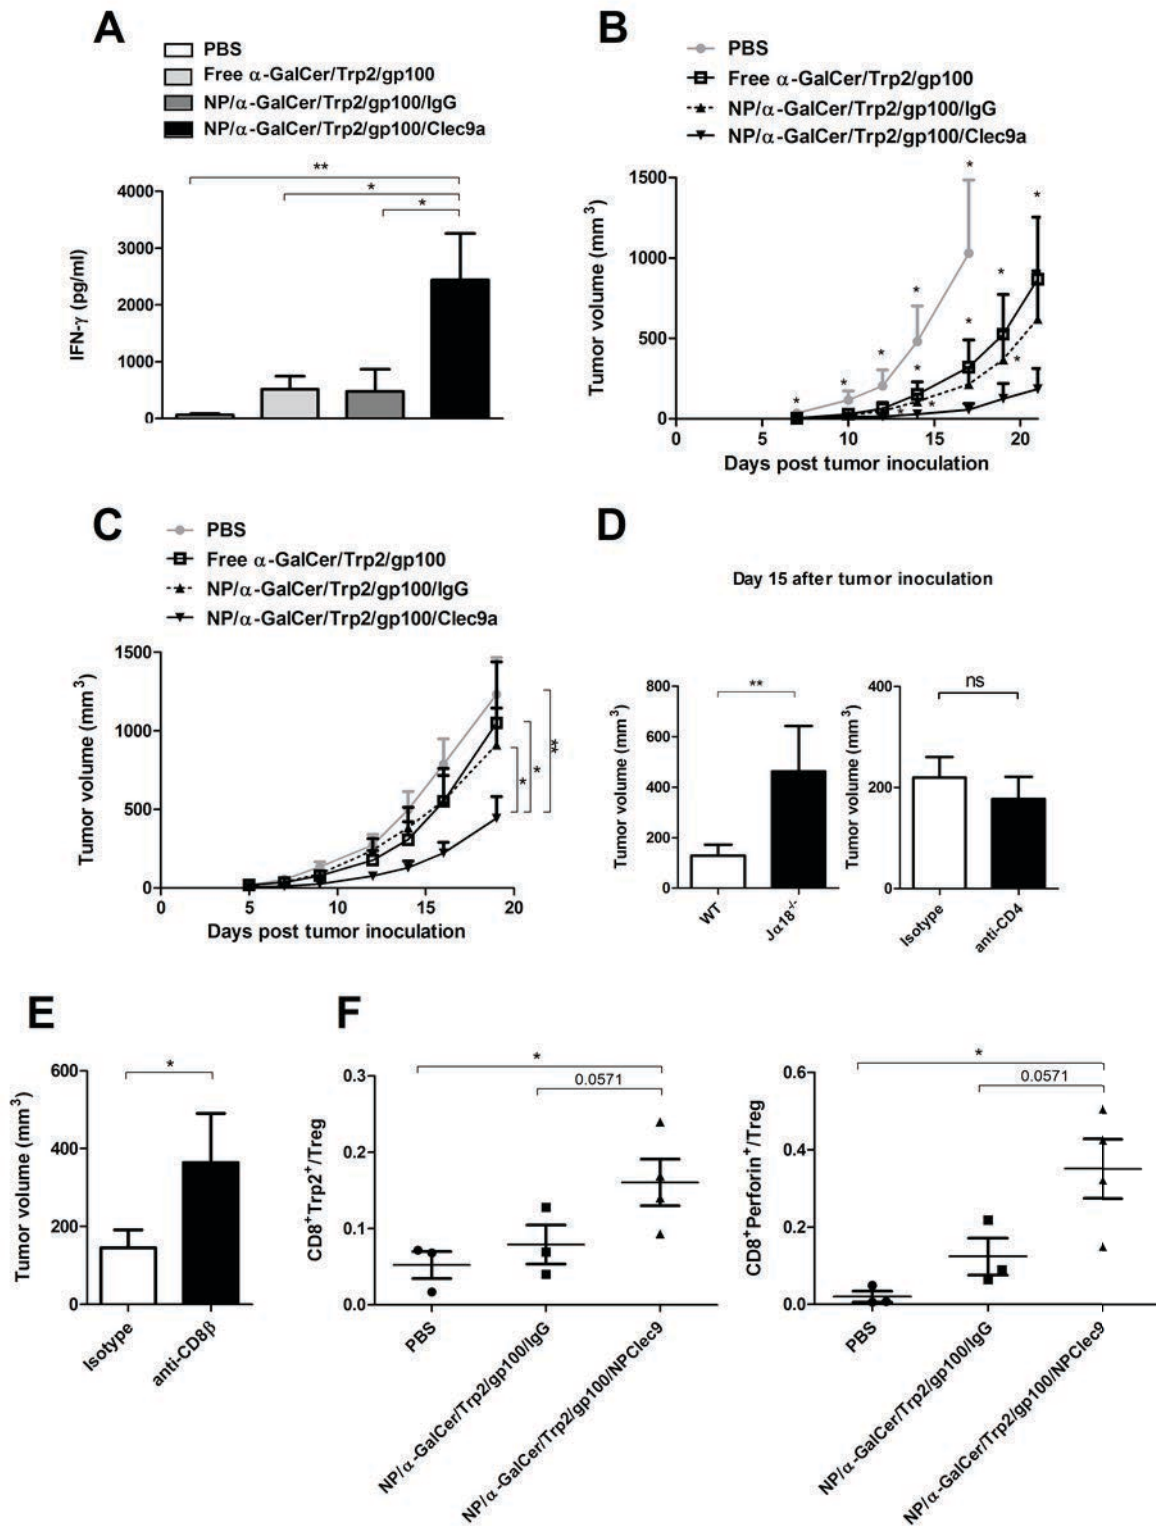 A
PBS
Free α-GalCer/Trp2/gp100
NP/α-GalCer/Trp2/gp100/IgG
NP/α-GalCer/Trp2/gp100/Clec9a
**
*
*
4000
3000
2000
1000
0
IFN-γ (pg/ml)
B
PBS
Free α-GalCer/Trp2/gp100
NP/α-GalCer/Trp2/gp100/IgG
NP/α-GalCer/Trp2/gp100/Clec9a
1500
1000
500
0
Tumor volume (mm³)
* * * * *
* * * *
* * *
0 5 10 15 20
Days post tumor inoculation
C
PBS
Free α-GalCer/Trp2/gp100
NP/α-GalCer/Trp2/gp100/IgG
NP/α-GalCer/Trp2/gp100/Clec9a
1500
1000
500
0
Tumor volume (mm³)
* * **
0 5 10 15 20
Days post tumor inoculation
D
Day 15 after tumor inoculation
**
800
600
400
200
0
Tumor volume (mm³)
WT
Jα18⁻/⁻
ns
400
200
0
Tumor volume (mm³)
Isotype
anti-CD4
E
*
600
400
200
0
Tumor volume (mm³)
Isotype
anti-CD8β
F
*
0.0571
0.3
0.2
0.1
0.0
CD8⁺Trp2⁺/Treg
PBS
NP/α-GalCer/Trp2/gp100/IgG
NP/α-GalCer/Trp2/gp100/NPClec9
*
0.0571
0.6
0.4
0.2
0.0
CD8⁺Perforin⁺/Treg
PBS
NP/α-GalCer/Trp2/gp100/IgG
NP/α-GalCer/Trp2/gp100/NPClec9